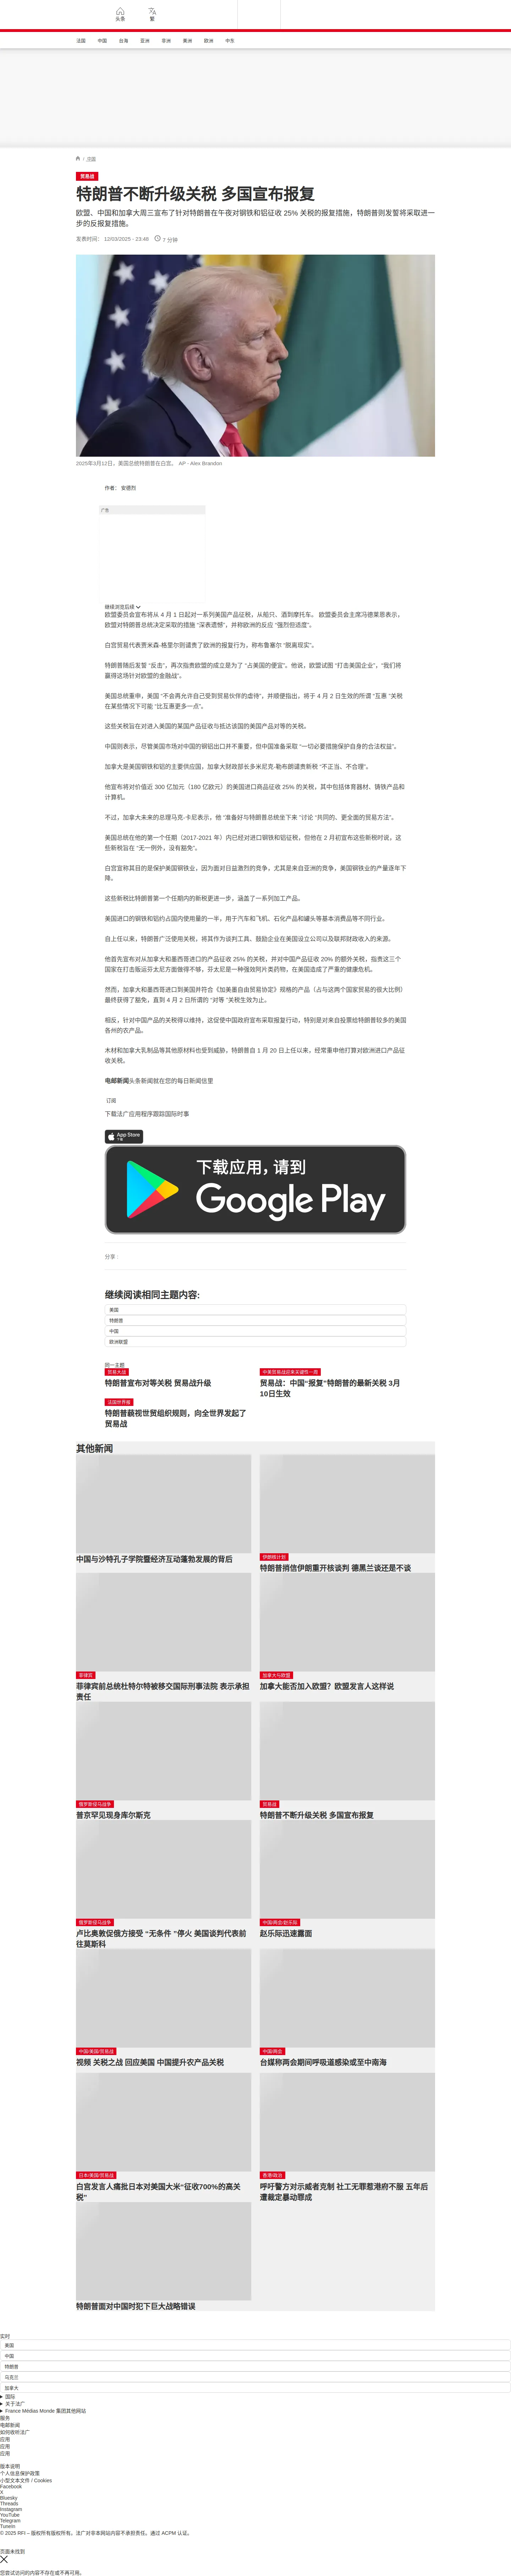 头条
繁
法国
中国
台海
亚洲
非洲
美洲
欧洲
中东
/ 美国
贸易战
特朗普不断升级关税 多国宣布报复
欧盟、中国和加拿大周三宣布了针对特朗普在午夜对钢铁和铝征收 25% 关税的报复措施，特朗普则发誓将采取进一
步的反报复措施。
发表时间： 12/03/2025 - 23:46
7 分钟
2025年3月12日，美国总统特朗普在白宫。 AP - Alex Brandon
作者： 安德烈
广告
继续浏览后续
欧盟委员会宣布将从 4 月 1 日起对一系列美国产品征税，从船只、酒到摩托车。 欧盟委员会主席冯德莱恩表示，
欧盟对特朗普总统决定采取的措施 “深表遗憾”，并称欧洲的反应 “强烈但适度”。
白宫贸易代表贾米森-格里尔则谴责了欧洲的报复行为，称布鲁塞尔 “脱离现实”。
特朗普随后发誓 “反击”，再次指责欧盟的成立是为了 “占美国的便宜”。他说，欧盟试图 “打击美国企业”，“我们将
赢得这场针对欧盟的金融战”。
美国总统重申，美国 “不会再允许自己受到贸易伙伴的虐待”，并顺便指出，将于 4 月 2 日生效的所谓 “互惠 ”关税
在某些情况下可能 “比互惠更多一点”。
这些关税旨在对进入美国的某国产品征收与抵达该国的美国产品对等的关税。
中国则表示，尽管美国市场对中国的钢铝出口并不重要，但中国准备采取 “一切必要措施保护自身的合法权益”。
加拿大是美国钢铁和铝的主要供应国，加拿大财政部长多米尼克-勒布朗谴责新税 “不正当、不合理”。
他宣布将对价值近 300 亿加元（180 亿欧元）的美国进口商品征收 25% 的关税，其中包括体育器材、铸铁产品和
计算机。
不过，加拿大未来的总理马克-卡尼表示，他 “准备好与特朗普总统坐下来 ”讨论 “共同的、更全面的贸易方法”。
美国总统在他的第一个任期（2017-2021 年）内已经对进口钢铁和铝征税，但他在 2 月初宣布这些新税时说，这
些新税旨在 “无一例外，没有豁免”。
白宫宣称其目的是保护美国钢铁业，因为面对日益激烈的竞争，尤其是来自亚洲的竞争，美国钢铁业的产量逐年下
降。
这些新税比特朗普第一个任期内的新税更进一步，涵盖了一系列加工产品。
美国进口的钢铁和铝约占国内使用量的一半，用于汽车和飞机、石化产品和罐头等基本消费品等不同行业。
自上任以来，特朗普广泛使用关税，将其作为谈判工具、鼓励企业在美国设立公司以及联邦财政收入的来源。
他首先宣布对从加拿大和墨西哥进口的产品征收 25% 的关税，并对中国产品征收 20% 的额外关税，指责这三个
国家在打击贩运芬太尼方面做得不够，芬太尼是一种强效阿片类药物，在美国造成了严重的健康危机。
然而，加拿大和墨西哥进口到美国并符合《加美墨自由贸易协定》规格的产品（占与这两个国家贸易的很大比例）
最终获得了豁免，直到 4 月 2 日所谓的 “对等 ”关税生效为止。
相反，针对中国产品的关税得以维持，这促使中国政府宣布采取报复行动，特别是对来自投票给特朗普较多的美国
各州的农产品。
木材和加拿大乳制品等其他原材料也受到威胁，特朗普自 1 月 20 日上任以来，经常重申他打算对欧洲进口产品征
收关税。
电邮新闻头条新闻就在您的每日新闻信里
订阅
下载法广应用程序跟踪国际时事
App Store
下载
下载应用，请到
Google Play
分享 :
继续阅读相同主题内容:
美国
特朗普
中国
欧洲联盟
同一主题
贸易大战
特朗普宣布对等关税 贸易战升级
中美贸易战迎来关键性一周
贸易战：中国“报复”特朗普的最新关税 3月
10日生效
法国世界报
特朗普藐视世贸组织规则，向全世界发起了
贸易战
其他新闻
中国与沙特孔子学院暨经济互动蓬勃发展的背后
伊朗核计划
特朗普捎信伊朗重开核谈判 德黑兰谈还是不谈
菲律宾
菲律宾前总统杜特尔特被移交国际刑事法院 表示承担
责任
加拿大与欧盟
加拿大能否加入欧盟？欧盟发言人这样说
俄罗斯侵乌战争
普京罕见现身库尔斯克
贸易战
特朗普不断升级关税 多国宣布报复
俄罗斯侵乌战争
卢比奥敦促俄方接受 “无条件 ”停火 美国谈判代表前
往莫斯科
中国/两会/赵乐际
赵乐际迅速露面
中国/美国/贸易战
视频 关税之战 回应美国 中国提升农产品关税
中国/两会
台媒称两会期间呼吸道感染或至中南海
日本/美国/贸易战
白宫发言人痛批日本对美国大米“征收700%的高关
税”
香港/政治
呼吁警方对示威者克制 社工无罪惹港府不服 五年后
遭裁定暴动罪成
特朗普面对中国时犯下巨大战略错误
实时
美国
中国
特朗普
乌克兰
加拿大
国际
关于法广
France Médias Monde 集团其他网站
服务
电邮新闻
如何收听法广
应用
应用
应用
版本说明
个人信息保护政策
小型文本文件 / Cookies
Facebook
X
Bluesky
Threads
Instagram
YouTube
Telegram
TuneIn
© 2025 RFI – 版权所有版权所有。法广对非本网站内容不承担责任。通过 ACPM 认证。
页面未找到
您尝试访问的内容不存在或不再可用。